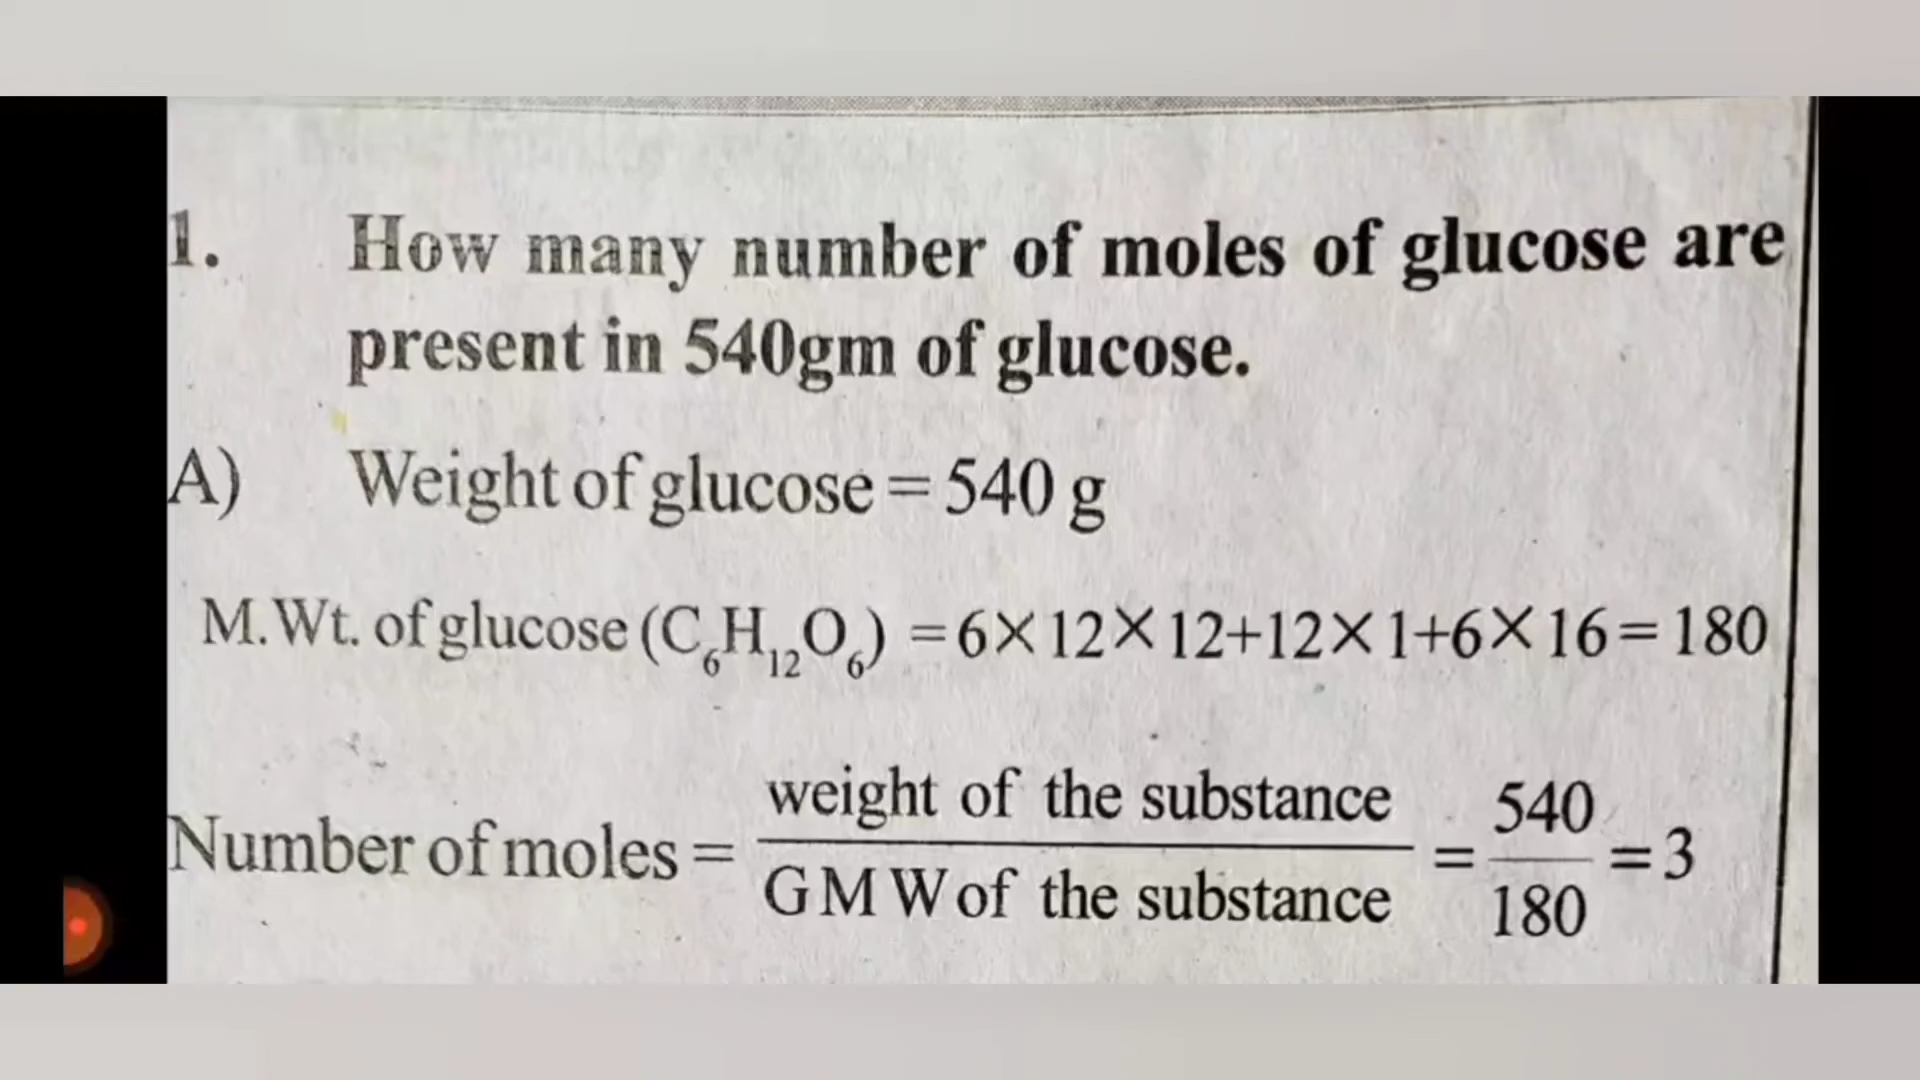 1. How many number of moles of glucose are
present in 540gm of glucose.
A) Weight of glucose = 540 g
M.Wt. of glucose (C₆H₁₂O₆) = 6×12×12+12×1+6×16=180
Number of moles = weight of the substance / GMW of the substance = 540 / 180 = 3